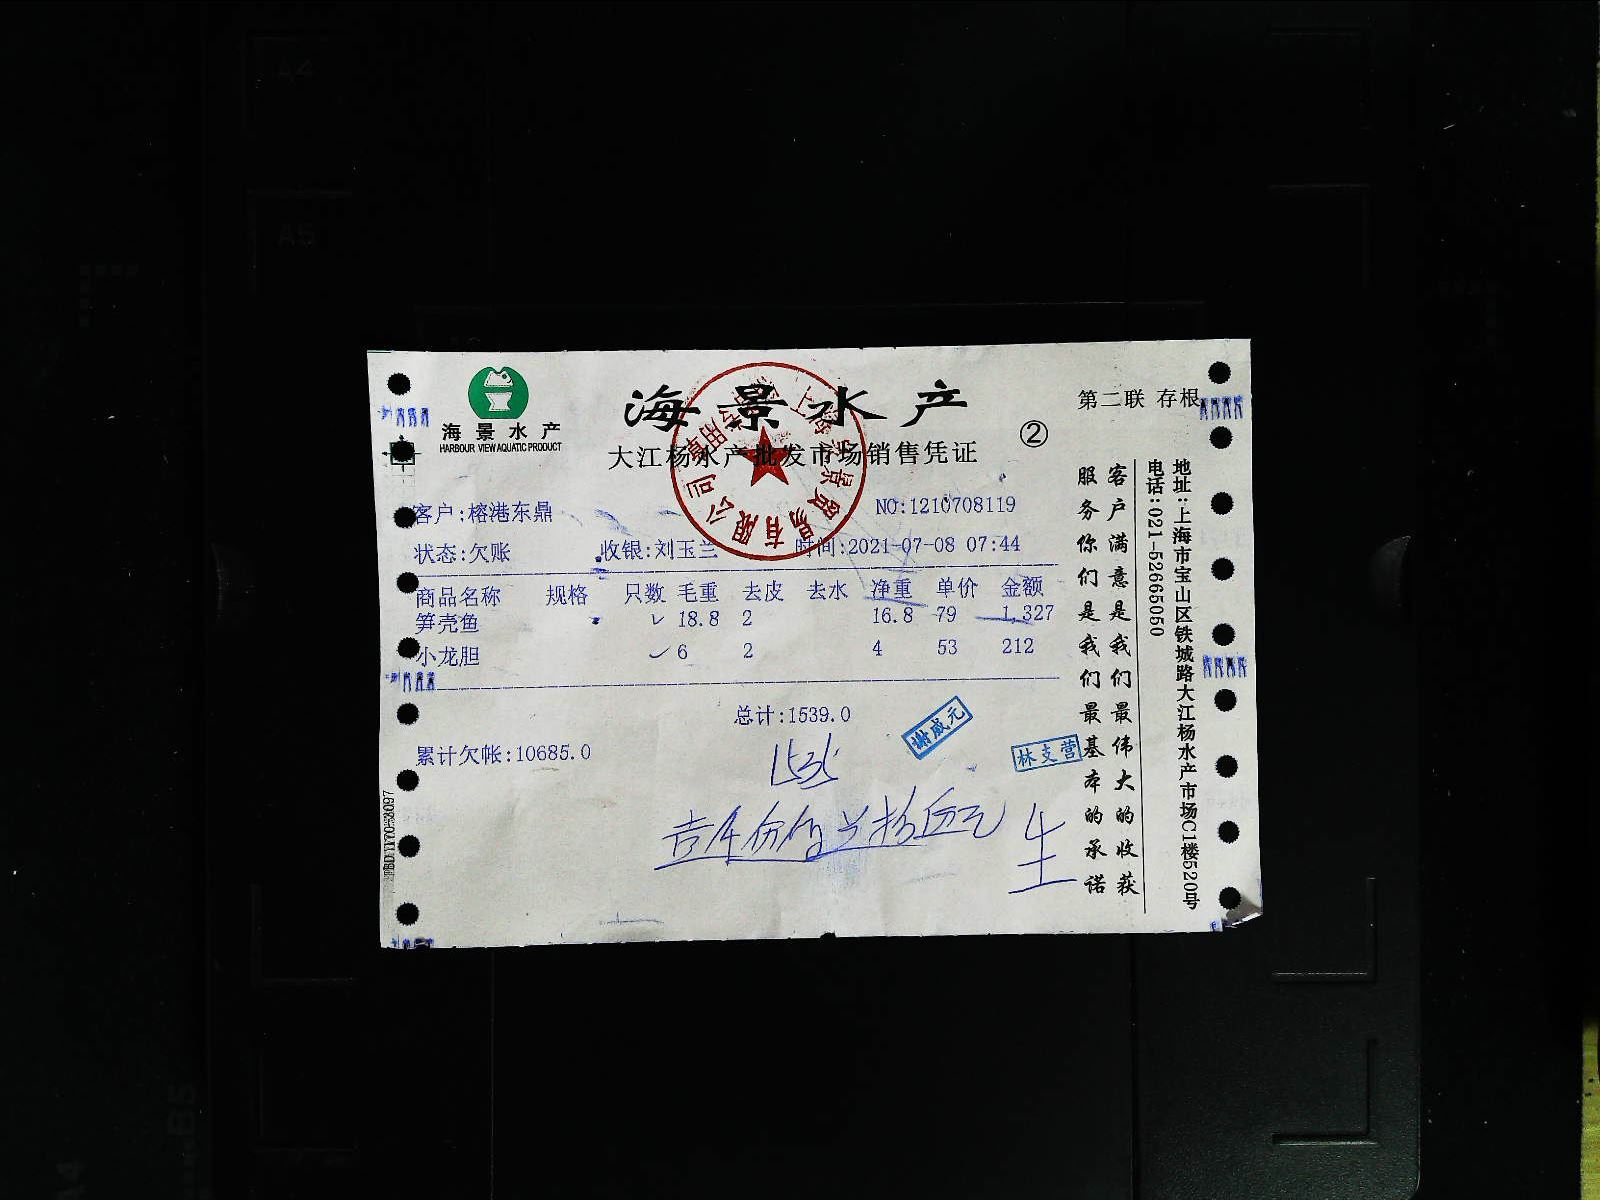 海景水产
HARBOUR VIEW AQUATIC PRODUCT
海景水产
大江杨水产批发市场销售凭证
②
第二联 存根
客户:榕港东鼎
NO:1210708119
状态:欠账 收银:刘玉兰 时间:2021-07-08 07:44
商品名称 规格 只数 毛重 去皮 去水 净重 单价 金额
笋壳鱼 18.8 2 16.8 79 1,327
小龙胆 6 2 4 53 212
总计:1539.0
累计欠帐:10685.0
谢成元
林支营
1535
客户满意是我们最伟大的收获
服务你们是我们最基本的承诺
地址:上海市宝山区铁城路大江杨水产市场C1楼520号
电话:021-52665050
A4
A5
B5